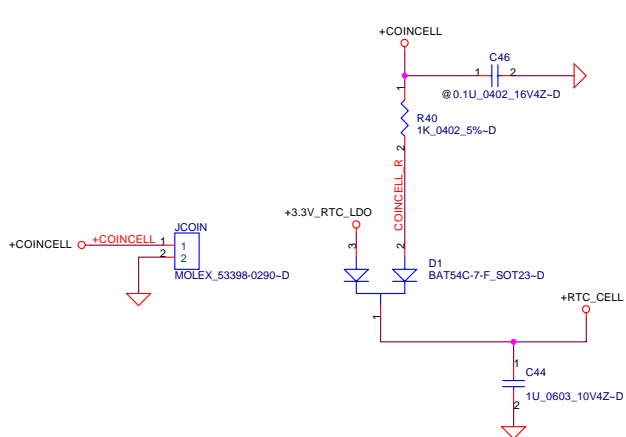 +COINCELL
C46
1
2
@0.1U_0402_16V4Z~D
1
R40
1K_0402_5%~D
2
COINCELL_R
+3.3V_RTC_LDO
JCOIN
+COINCELL
+COINCELL
1
1
2
2
MOLEX_53398-0290~D
3
2
D1
BAT54C-7-F_SOT23~D
1
+RTC_CELL
1
C44
1U_0603_10V4Z~D
2